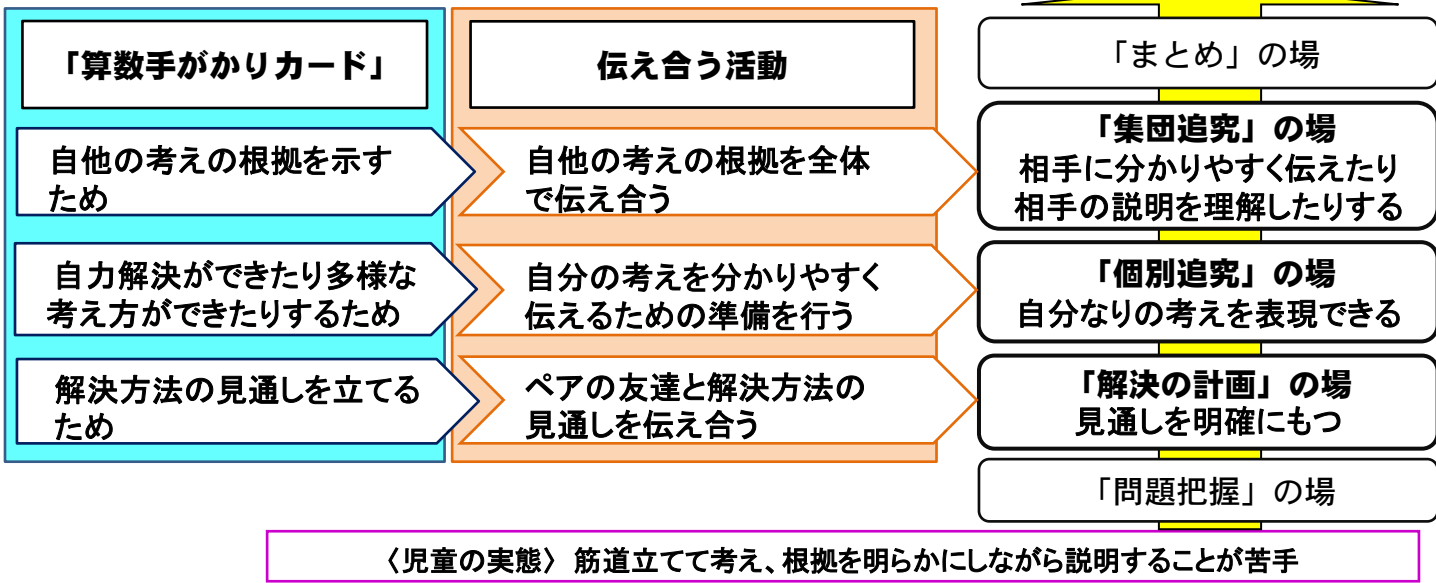 「算数手がかりカード」
伝え合う活動
「まとめ」の場
自他の考えの根拠を示す
ため
自他の考えの根拠を全体
で伝え合う
「集団追究」の場
相手に分かりやすく伝えたり
相手の説明を理解したりする
自力解決ができたり多様な
考え方ができたりするため
自分の考えを分かりやすく
伝えるための準備を行う
「個別追究」の場
自分なりの考えを表現できる
解決方法の見通しを立てる
ため
ペアの友達と解決方法の
見通しを伝え合う
「解決の計画」の場
見通しを明確にもつ
「問題把握」の場
〈児童の実態〉筋道立てて考え、根拠を明らかにしながら説明することが苦手